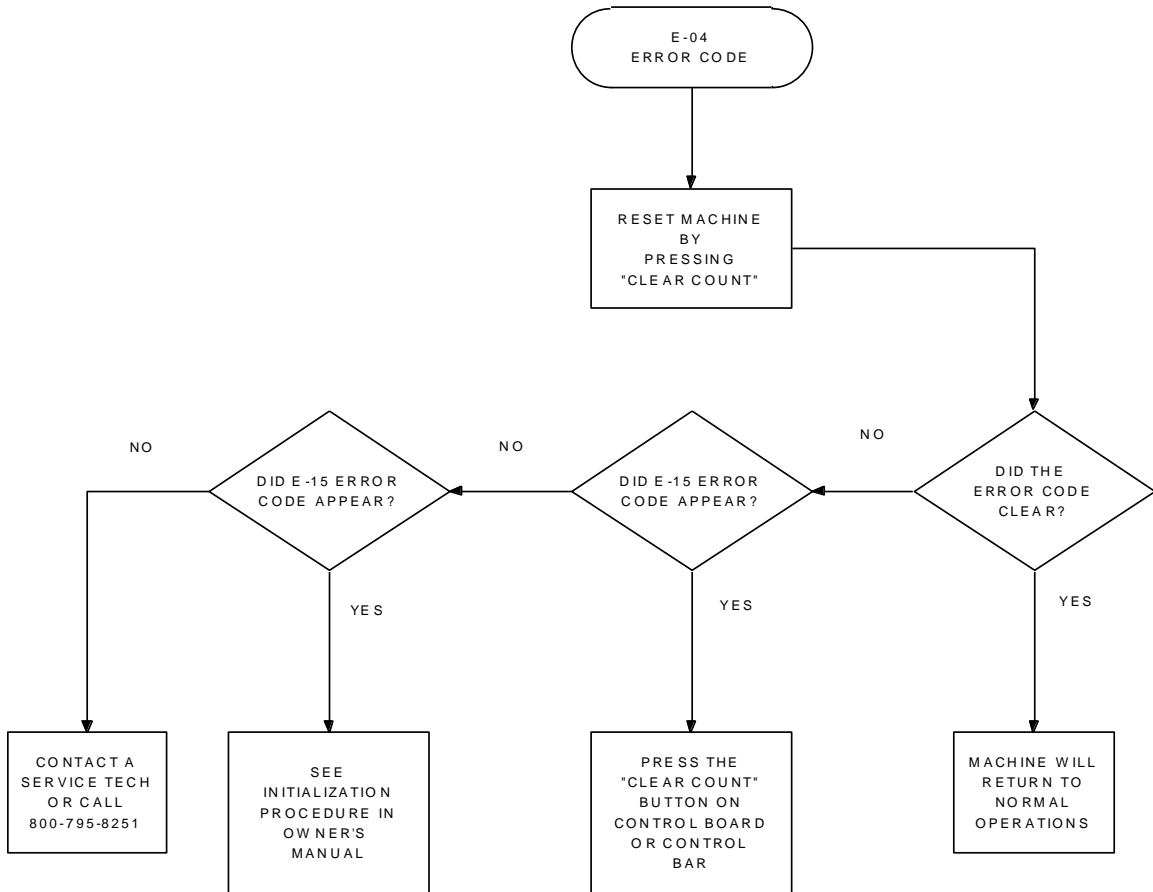 E-04
ERROR CODE
RESET MACHINE
BY
PRESSING
"CLEAR COUNT"
DID THE
ERROR CODE
CLEAR?
NO
YES
DID E-15 ERROR
CODE APPEAR?
NO
YES
DID E-15 ERROR
CODE APPEAR?
NO
YES
CONTACT A
SERVICE TECH
OR CALL
800-795-8251
SEE
INITIALIZATION
PROCEDURE IN
OWNER'S
MANUAL
PRESS THE
"CLEAR COUNT"
BUTTON ON
CONTROL BOARD
OR CONTROL
BAR
MACHINE WILL
RETURN TO
NORMAL
OPERATIONS